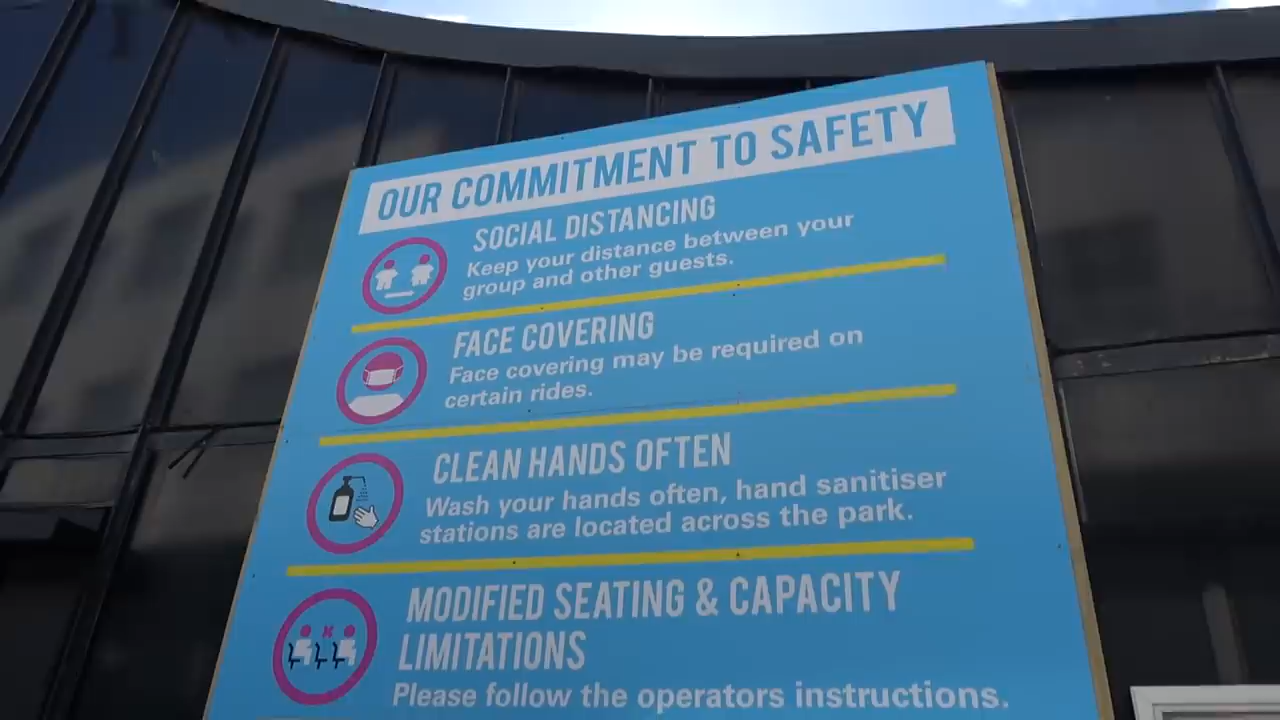 OUR COMMITMENT TO SAFETY
SOCIAL DISTANCING
Keep your distance between your
group and other guests.
FACE COVERING
Face covering may be required on
certain rides.
CLEAN HANDS OFTEN
Wash your hands often, hand sanitiser
stations are located across the park.
MODIFIED SEATING & CAPACITY
LIMITATIONS
Please follow the operators instructions.